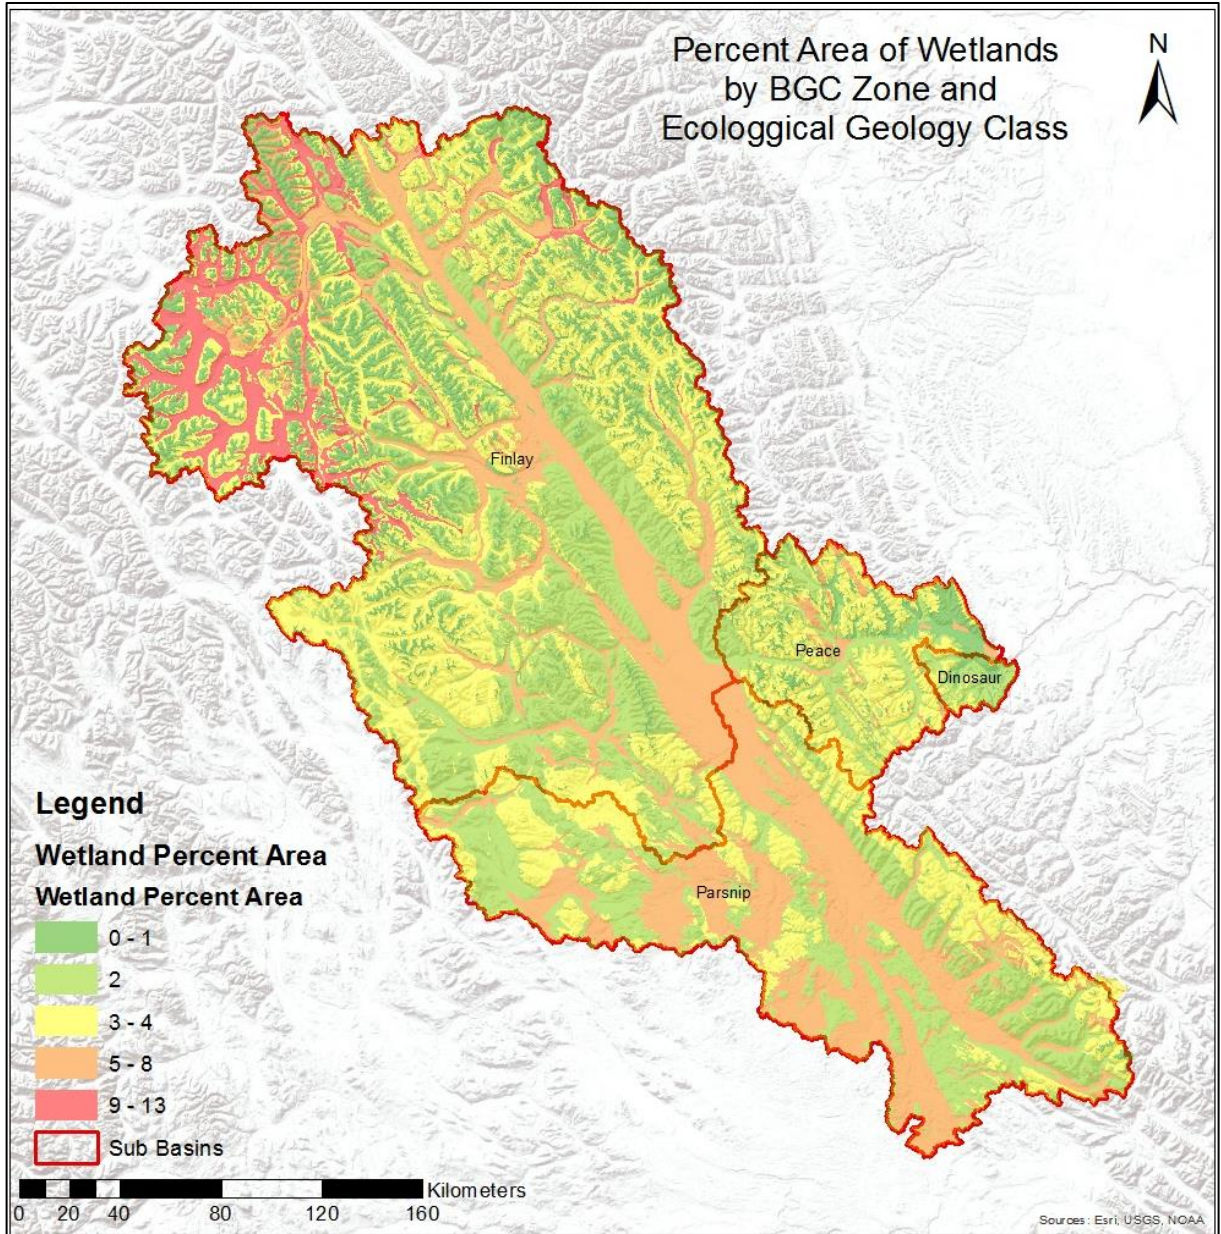 Percent Area of Wetlands
by BGC Zone and
Ecologgical Geology Class
N
Finlay
Peace
Dinosaur
Parsnip
Legend
Wetland Percent Area
Wetland Percent Area
0 - 1
2
3 - 4
5 - 8
9 - 13
Sub Basins
Kilometers
0 20 40 80 120 160
Sources: Esri, USGS, NOAA